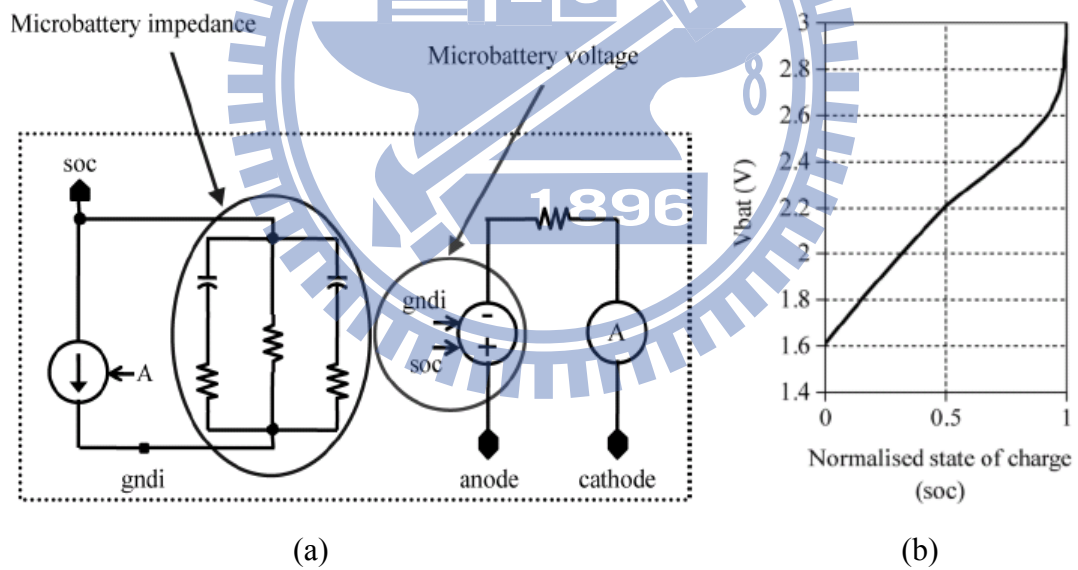 Microbattery impedance
Microbattery voltage
soc
A
gndi
gndi
soc
-
+
A
anode
cathode
1896
Vbat (V)
3
2.8
2.6
2.4
2.2
2
1.8
1.6
1.4
0
0.5
1
Normalised state of charge
(soc)
(a)
(b)